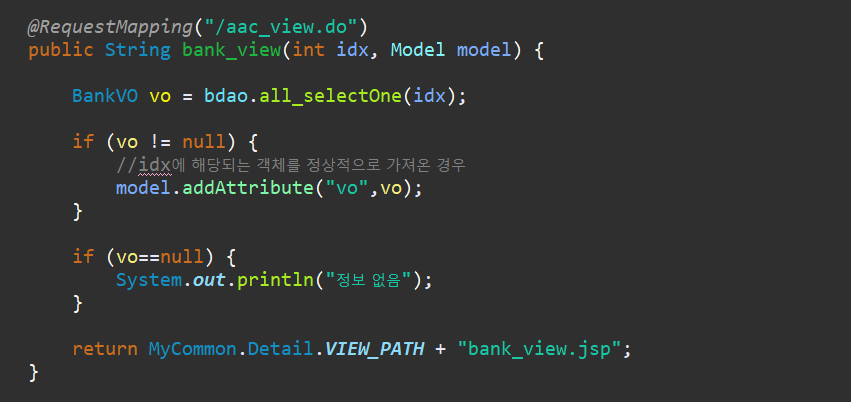 @RequestMapping("/aac_view.do")
public String bank_view(int idx, Model model) {
BankVO vo = bdao.all_selectOne(idx);
if (vo != null) {
//idx에 해당되는 객체를 정상적으로 가져온 경우
model.addAttribute("vo",vo);
}
if (vo==null) {
System.out.println("정보 없음");
}
return MyCommon.Detail.VIEW_PATH + "bank_view.jsp";
}